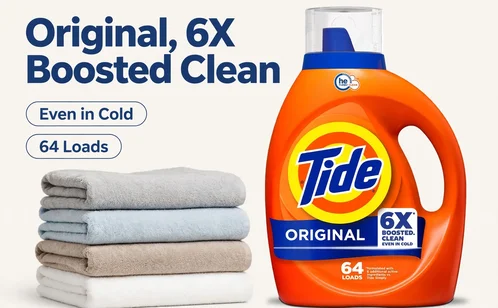 Original, 6X
Boosted Clean
Even in Cold
64 Loads
he
Tide
ORIGINAL
6X
BOOSTED.
CLEAN
EVEN IN COLD
64
LOADS